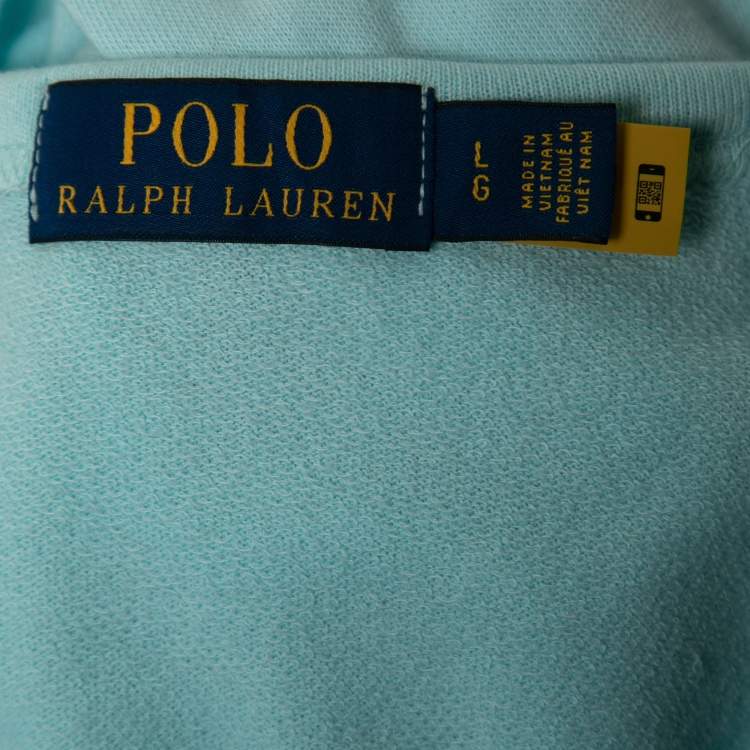 POLO
RALPH LAUREN
L
G
MADE IN
VIETNAM
FABRIQUÉ AU
VIÊT NAM